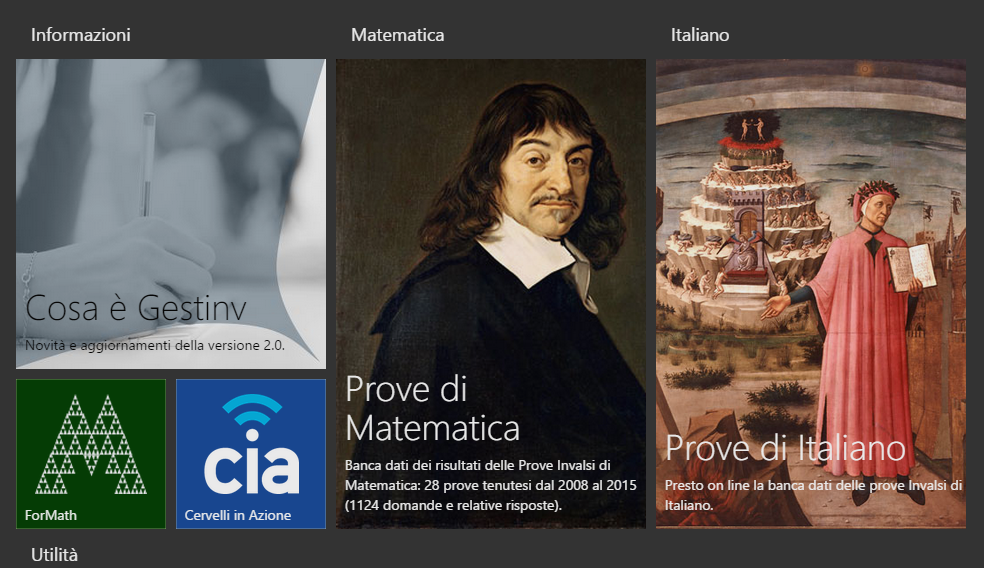 Informazioni
Matematica
Italiano
Cosa è Gestinv
Novità e aggiornamenti della versione 2.0.
ForMath
cia
Cervelli in Azione
Prove di
Matematica
Banca dati dei risultati delle Prove Invalsi di
Matematica: 28 prove tenutesi dal 2008 al 2015
(1124 domande e relative risposte).
Prove di Italiano
Presto on line la banca dati delle prove Invalsi di
Italiano.
Utilità